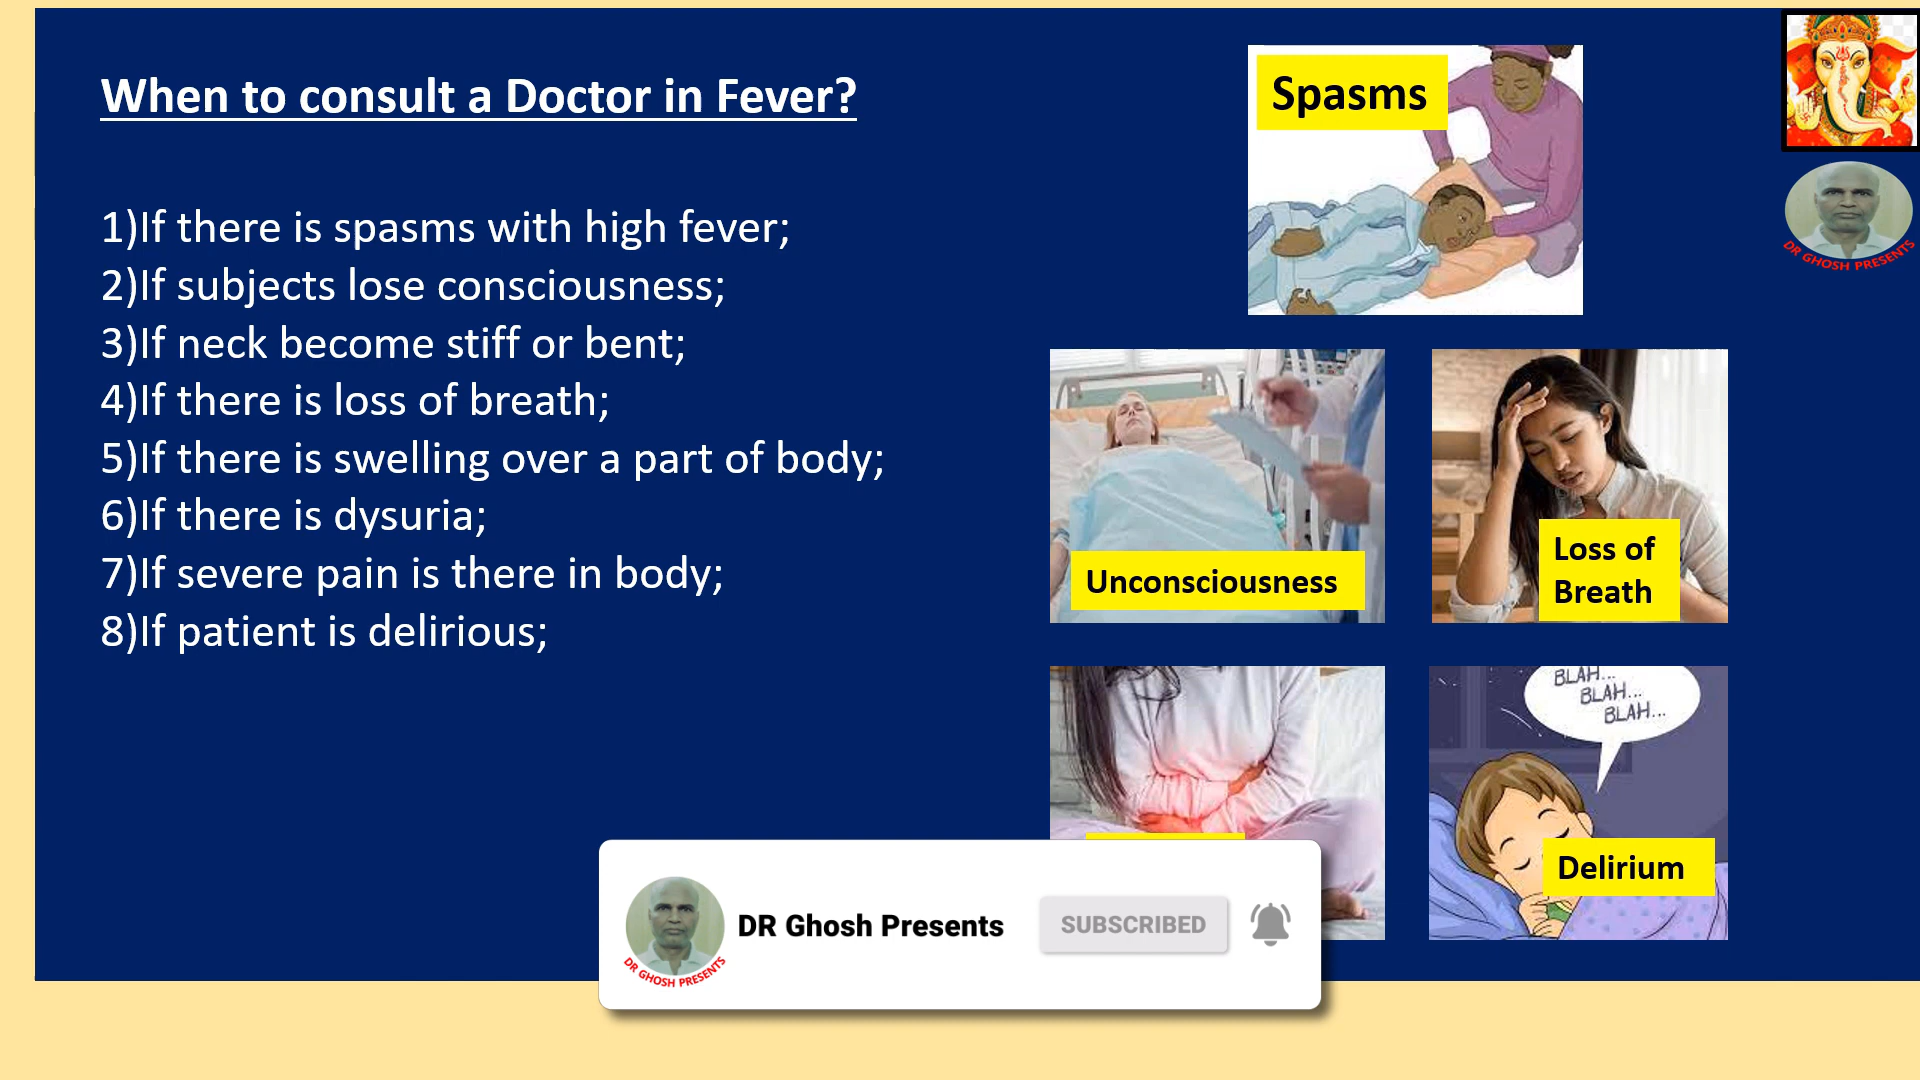 When to consult a Doctor in Fever?
1)If there is spasms with high fever;
2)If subjects lose consciousness;
3)If neck become stiff or bent;
4)If there is loss of breath;
5)If there is swelling over a part of body;
6)If there is dysuria;
7)If severe pain is there in body;
8)If patient is delirious;
Spasms
DR GHOSH PRESENTS
Unconsciousness
Loss of
Breath
BLAH...
BLAH...
BLAH...
Delirium
DR GHOSH PRESENTS
DR Ghosh Presents
SUBSCRIBED